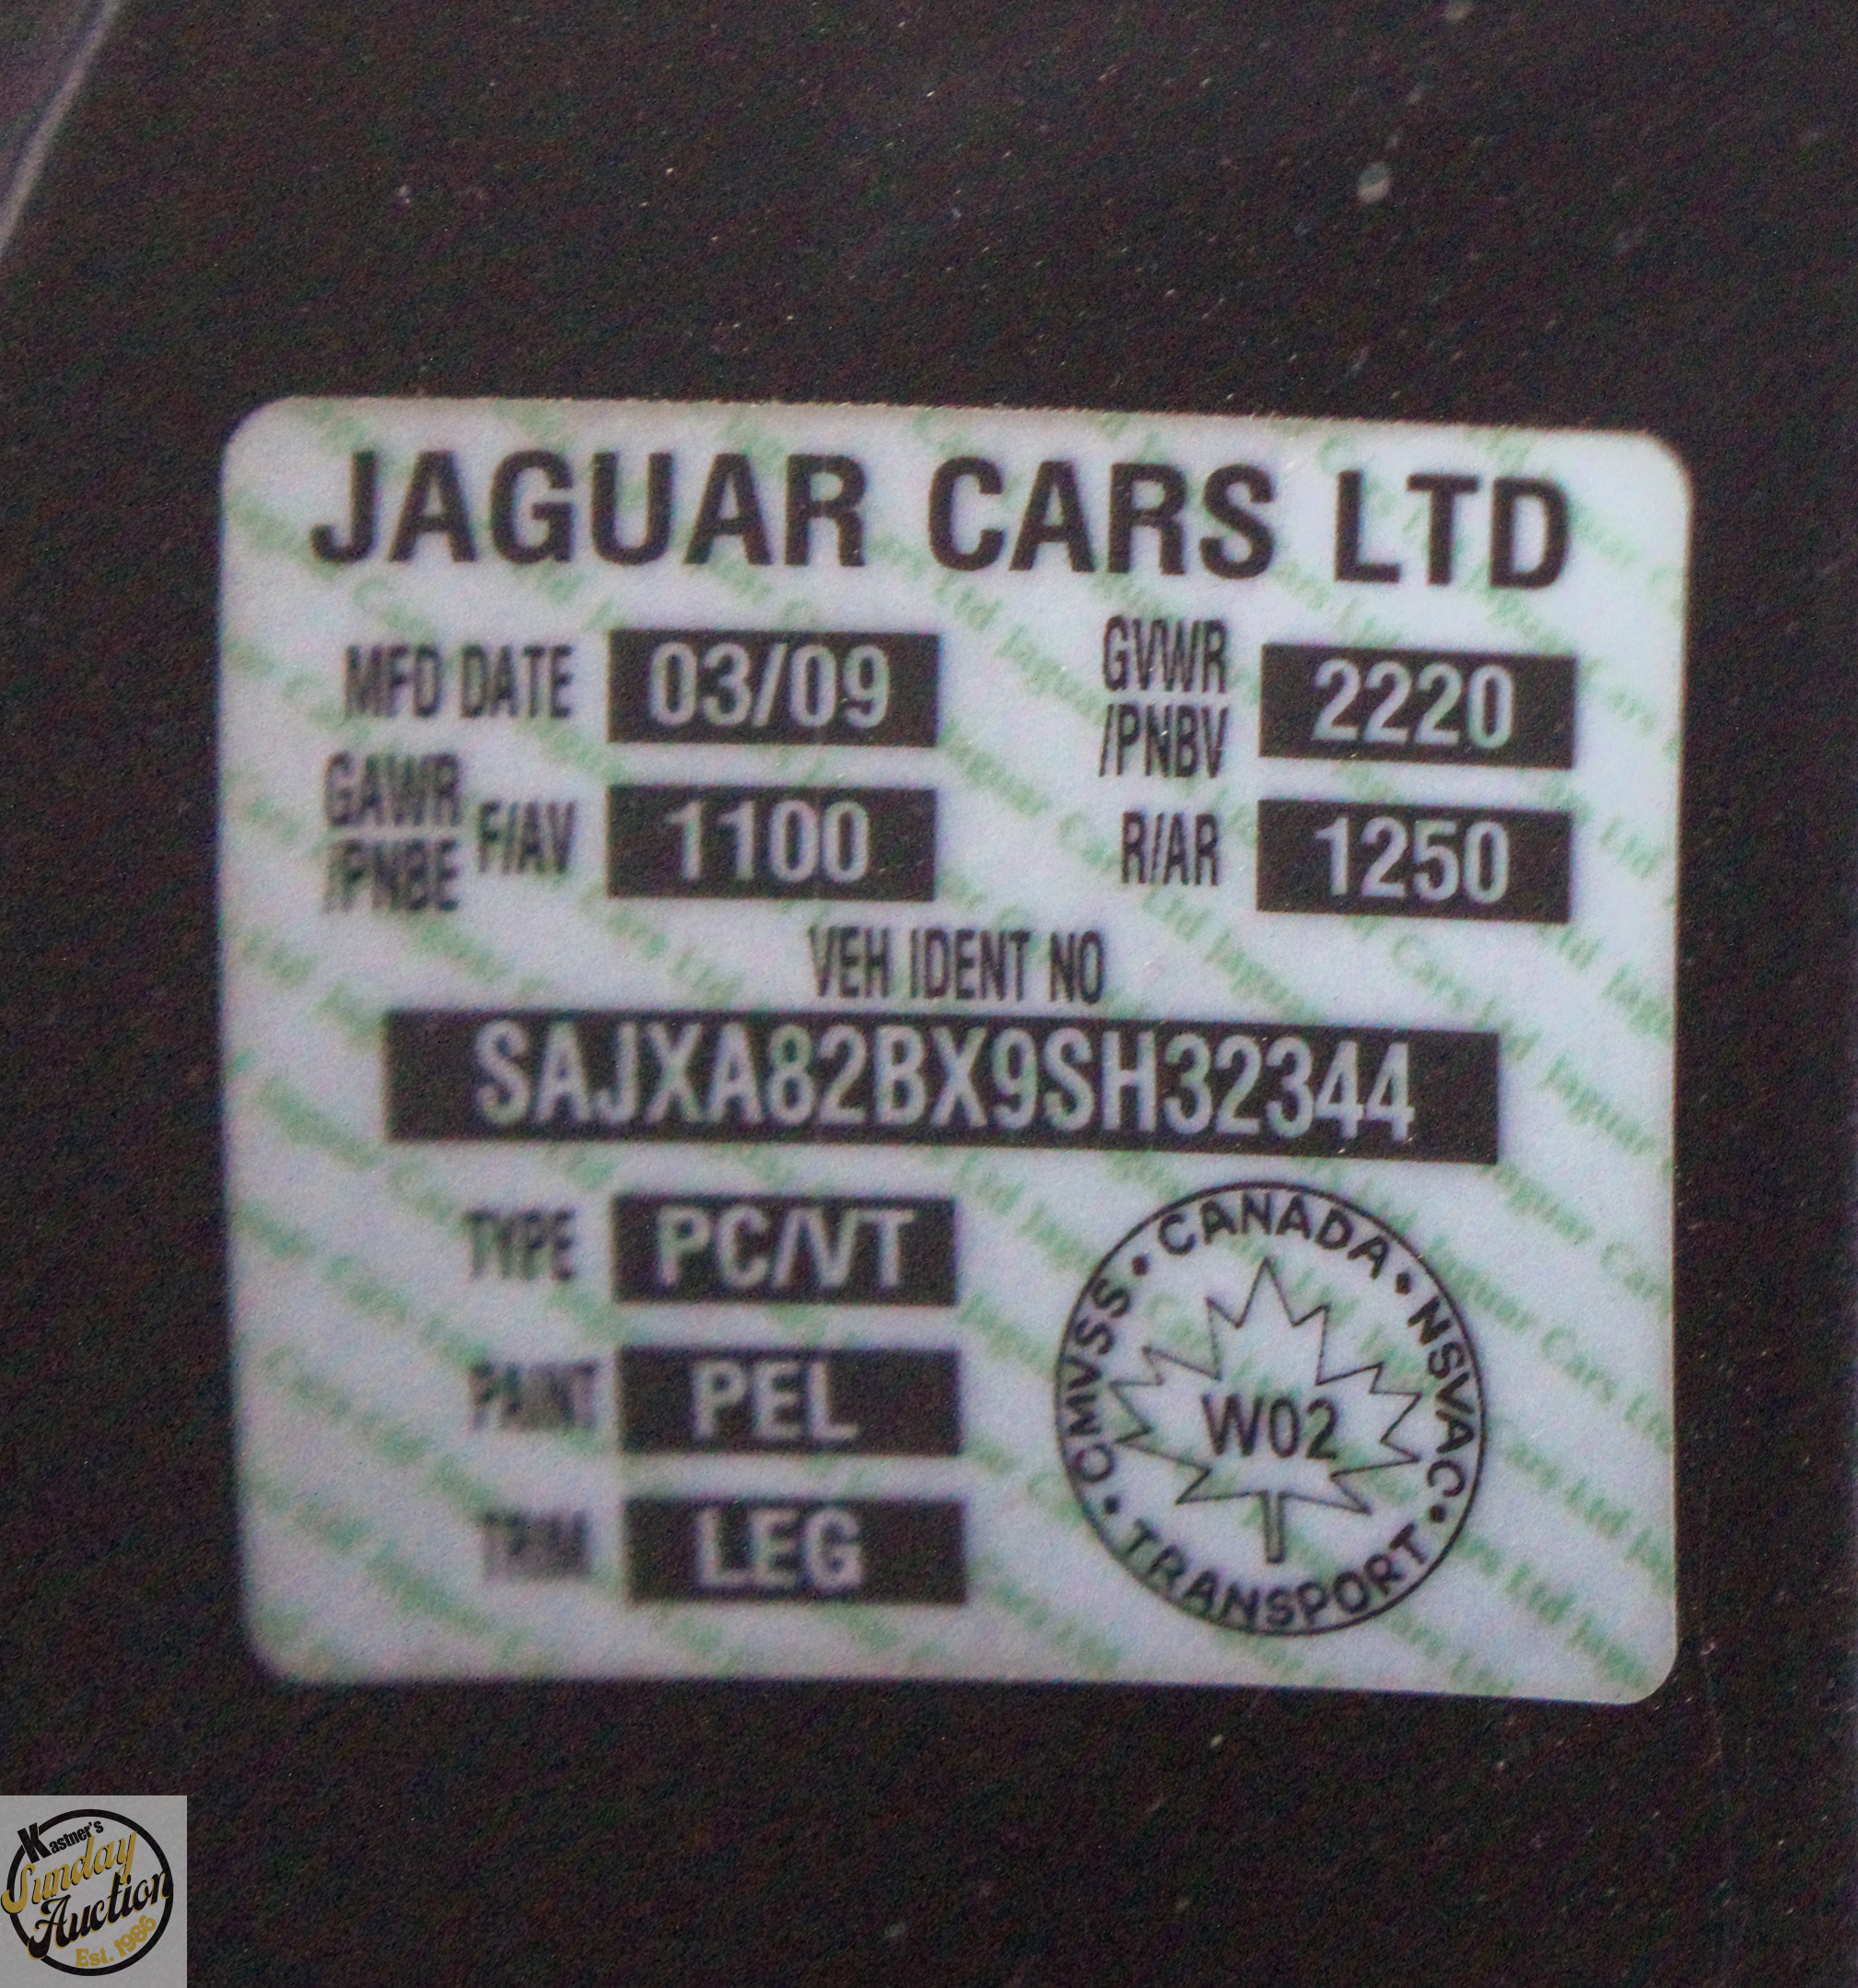 JAGUAR CARS LTD
MFD DATE 03/09 GVWR /PNBV 2220
GAWR /PNBE F/AV 1100 R/AR 1250
VEH IDENT NO
SAJXA82BX9SH32344
TYPE PC/VT
PAINT PEL
TRIM LEG
CANADA • NSVAC • TRANSPORT • CMVSS •
W02
Kastner's
Sunday
Auction
Est. 1986